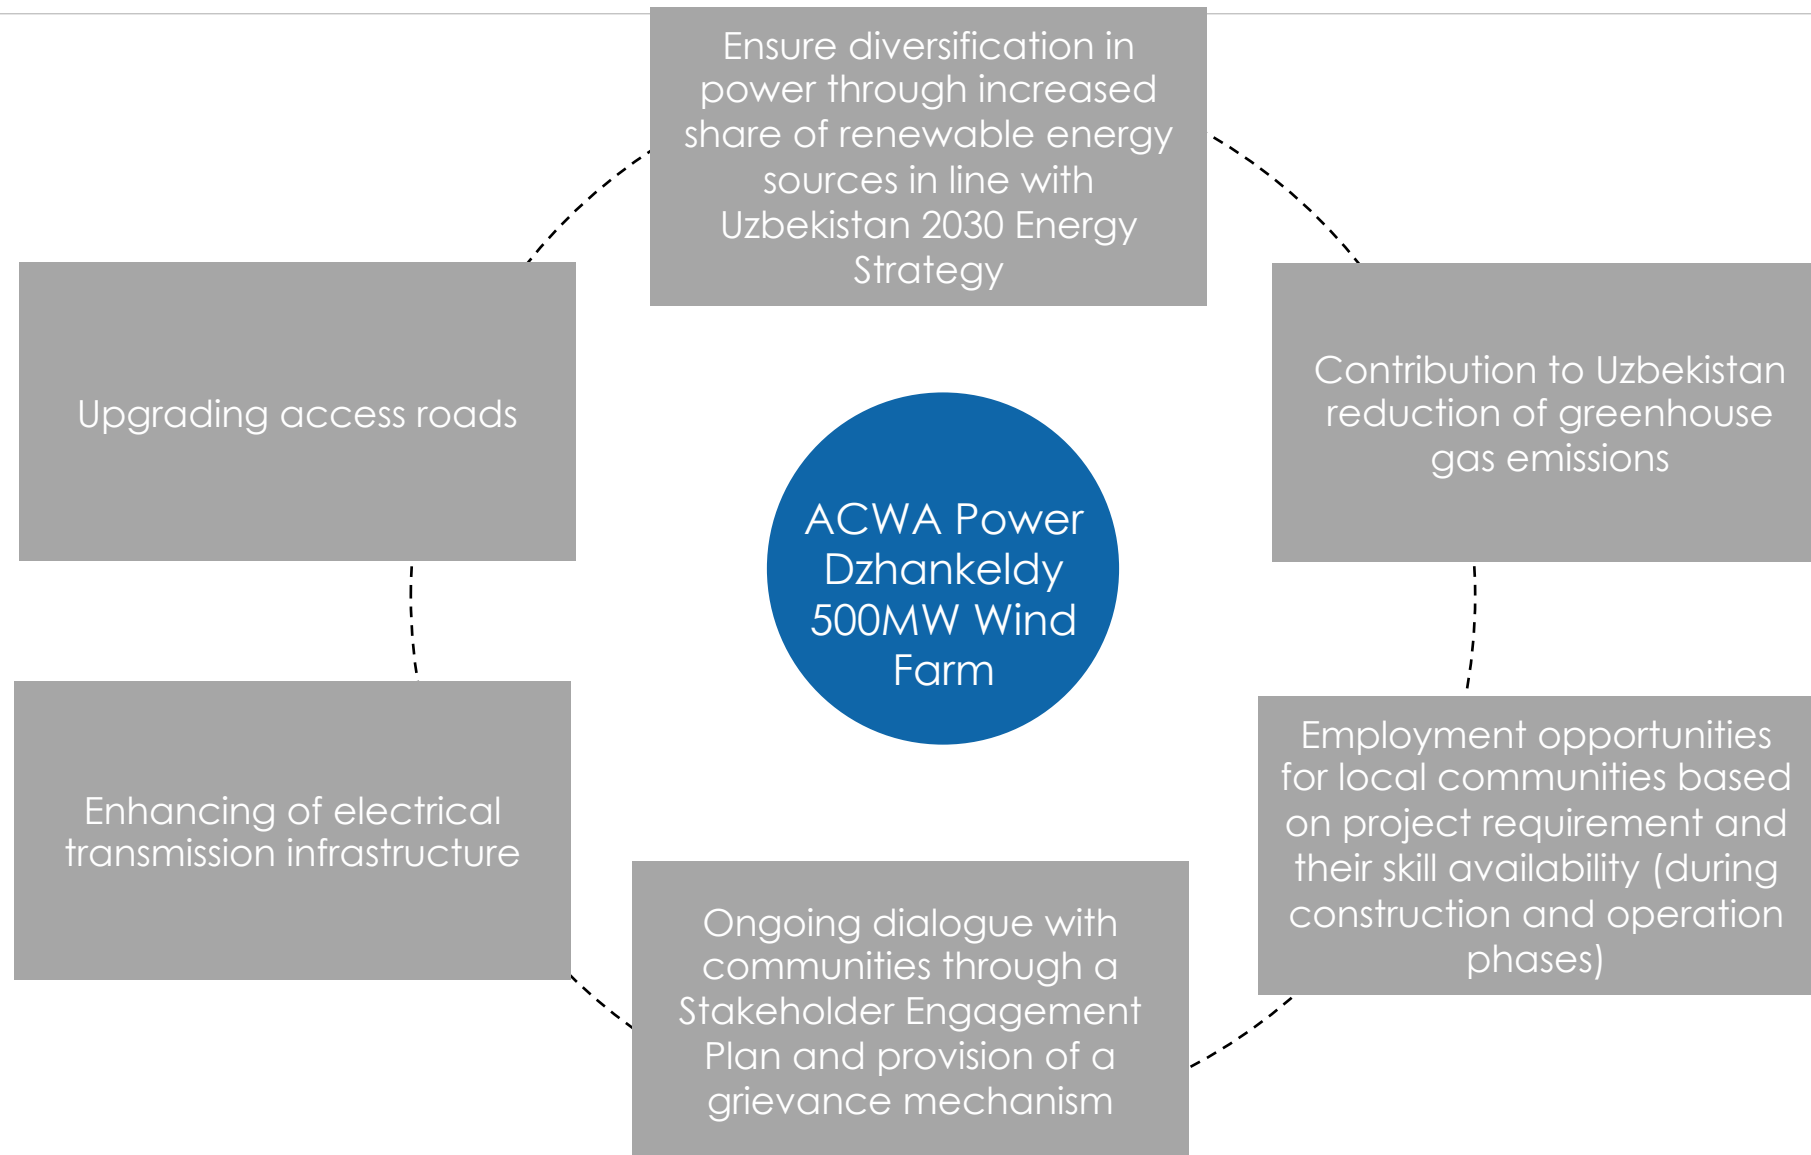 Ensure diversification in
power through increased
share of renewable energy
sources in line with
Uzbekistan 2030 Energy
Strategy
Contribution to Uzbekistan
reduction of greenhouse
gas emissions
Employment opportunities
for local communities based
on project requirement and
their skill availability (during
construction and operation
phases)
Ongoing dialogue with
communities through a
Stakeholder Engagement
Plan and provision of a
grievance mechanism
Enhancing of electrical
transmission infrastructure
Upgrading access roads
ACWA Power
Dzhankeldy
500MW Wind
Farm